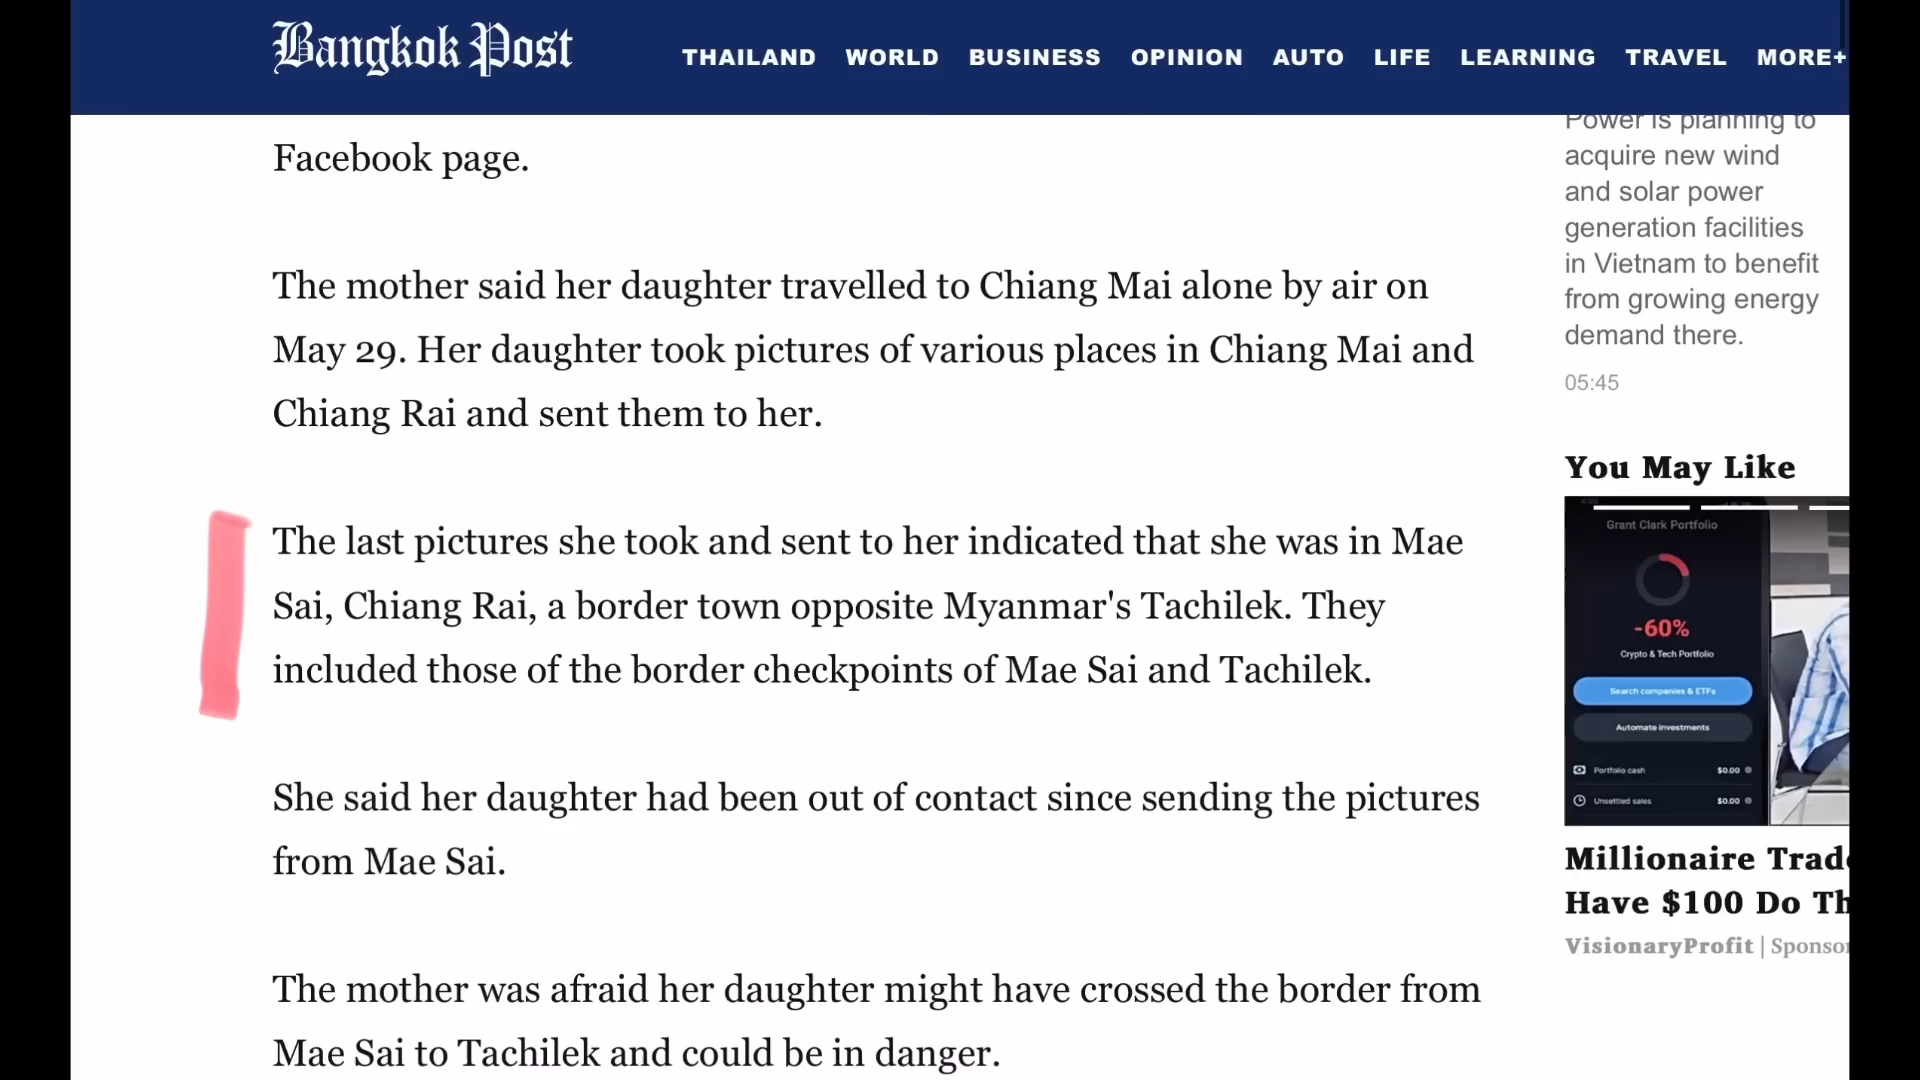 Bangkok Post
THAILAND WORLD BUSINESS OPINION AUTO LIFE LEARNING TRAVEL MORE+
Facebook page.
The mother said her daughter travelled to Chiang Mai alone by air on
May 29. Her daughter took pictures of various places in Chiang Mai and
Chiang Rai and sent them to her.
The last pictures she took and sent to her indicated that she was in Mae
Sai, Chiang Rai, a border town opposite Myanmar's Tachilek. They
included those of the border checkpoints of Mae Sai and Tachilek.
She said her daughter had been out of contact since sending the pictures
from Mae Sai.
The mother was afraid her daughter might have crossed the border from
Mae Sai to Tachilek and could be in danger.
Power is planning to
acquire new wind
and solar power
generation facilities
in Vietnam to benefit
from growing energy
demand there.
05:45
You May Like
Grant Clark Portfolio
-60%
Crypto & Tech Portfolio
Search companies & ETFs
Automate investments
Portfolio cash $0.00
Unsettled sales $0.00
Millionaire Trade
Have $100 Do Th
VisionaryProfit | Sponsor